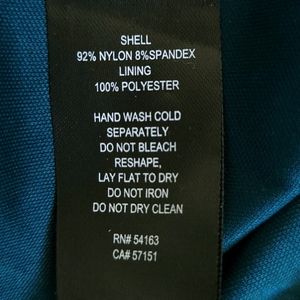 SHELL
92% NYLON 8%SPANDEX
LINING
100% POLYESTER
HAND WASH COLD
SEPARATELY
DO NOT BLEACH
RESHAPE,
LAY FLAT TO DRY
DO NOT IRON
DO NOT DRY CLEAN
RN# 54163
CA# 57151